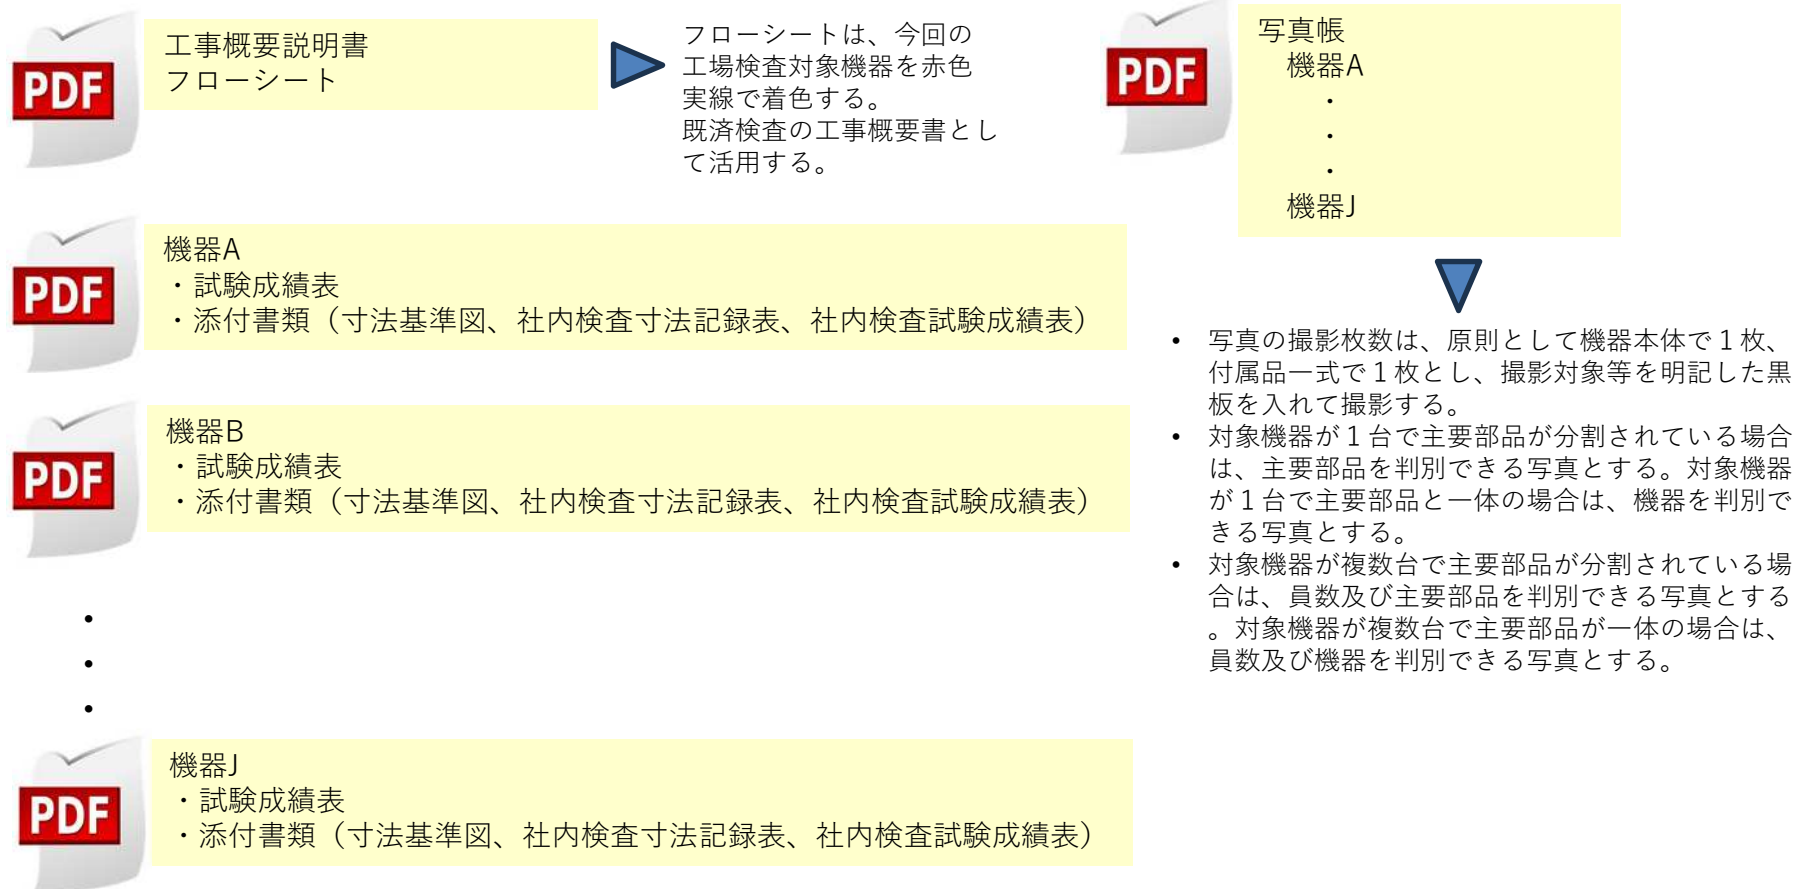 PDF
工事概要説明書
フローシート
フローシートは、今回の
工場検査対象機器を赤色
実線で着色する。
既済検査の工事概要書とし
て活用する。
PDF
機器A
・試験成績表
・添付書類（寸法基準図、社内検査寸法記録表、社内検査試験成績表）
PDF
機器B
・試験成績表
・添付書類（寸法基準図、社内検査寸法記録表、社内検査試験成績表）
•
•
•
PDF
機器J
・試験成績表
・添付書類（寸法基準図、社内検査寸法記録表、社内検査試験成績表）
PDF
写真帳
機器A
・
・
・
機器J
• 写真の撮影枚数は、原則として機器本体で１枚、
付属品一式で１枚とし、撮影対象等を明記した黒
板を入れて撮影する。
• 対象機器が１台で主要部品が分割されている場合
は、主要部品を判別できる写真とする。対象機器
が１台で主要部品と一体の場合は、機器を判別で
きる写真とする。
• 対象機器が複数台で主要部品が分割されている場
合は、員数及び主要部品を判別できる写真とする
。対象機器が複数台で主要部品が一体の場合は、
員数及び機器を判別できる写真とする。